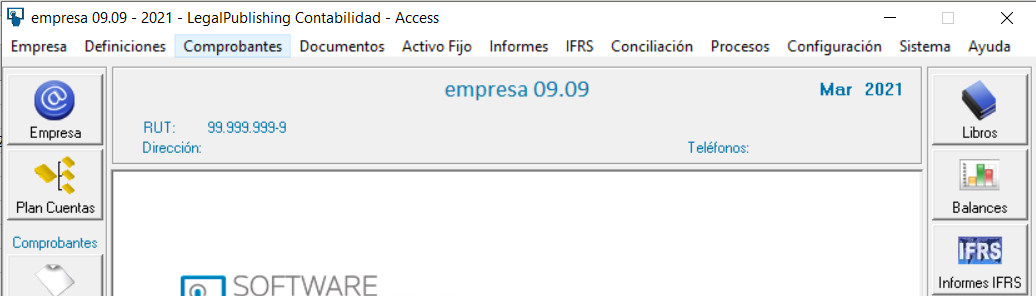 empresa 09.09 - 2021 - LegalPublishing Contabilidad - Access
Empresa Definiciones Comprobantes Documentos Activo Fijo Informes IFRS Conciliación Procesos Configuración Sistema Ayuda
empresa 09.09
Mar 2021
RUT: 99.999.999-9
Dirección:
Teléfonos:
Empresa
Plan Cuentas
Comprobantes
SOFTWARE
Libros
Balances
IFRS
Informes IFRS